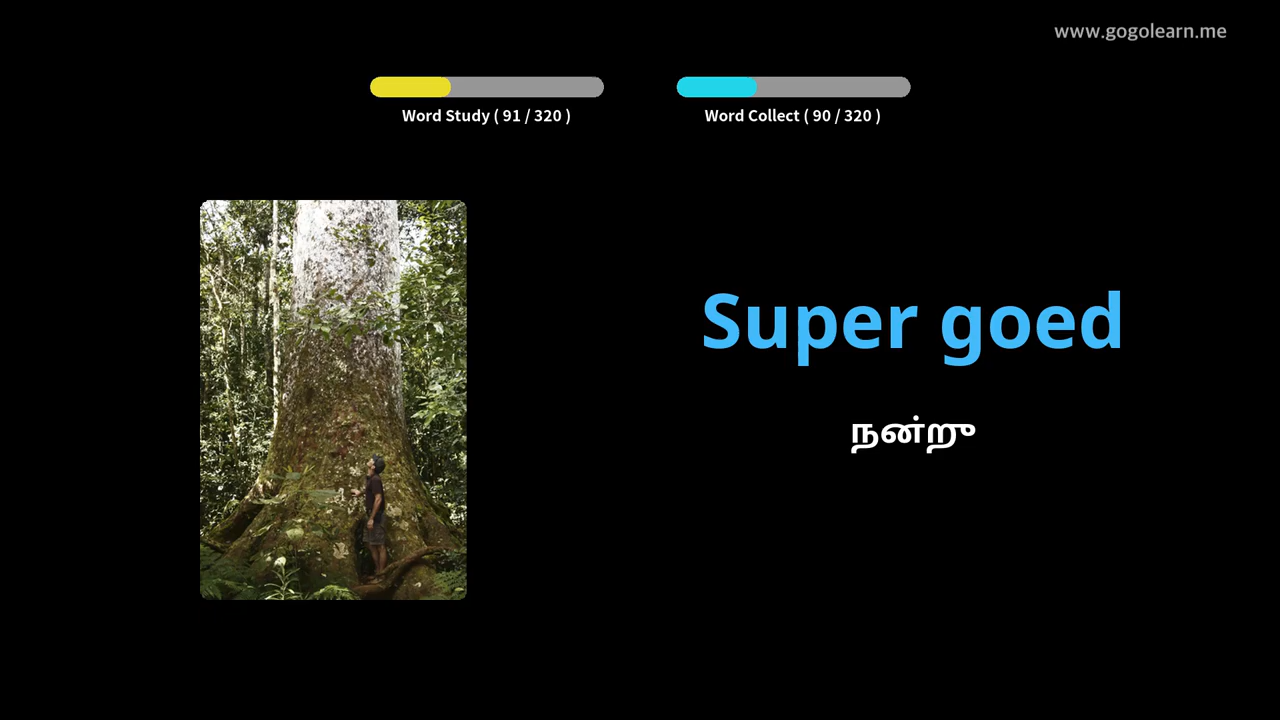 www.gogolearn.me
Word Study ( 91 / 320 )
Word Collect ( 90 / 320 )
Super goed
நன்று